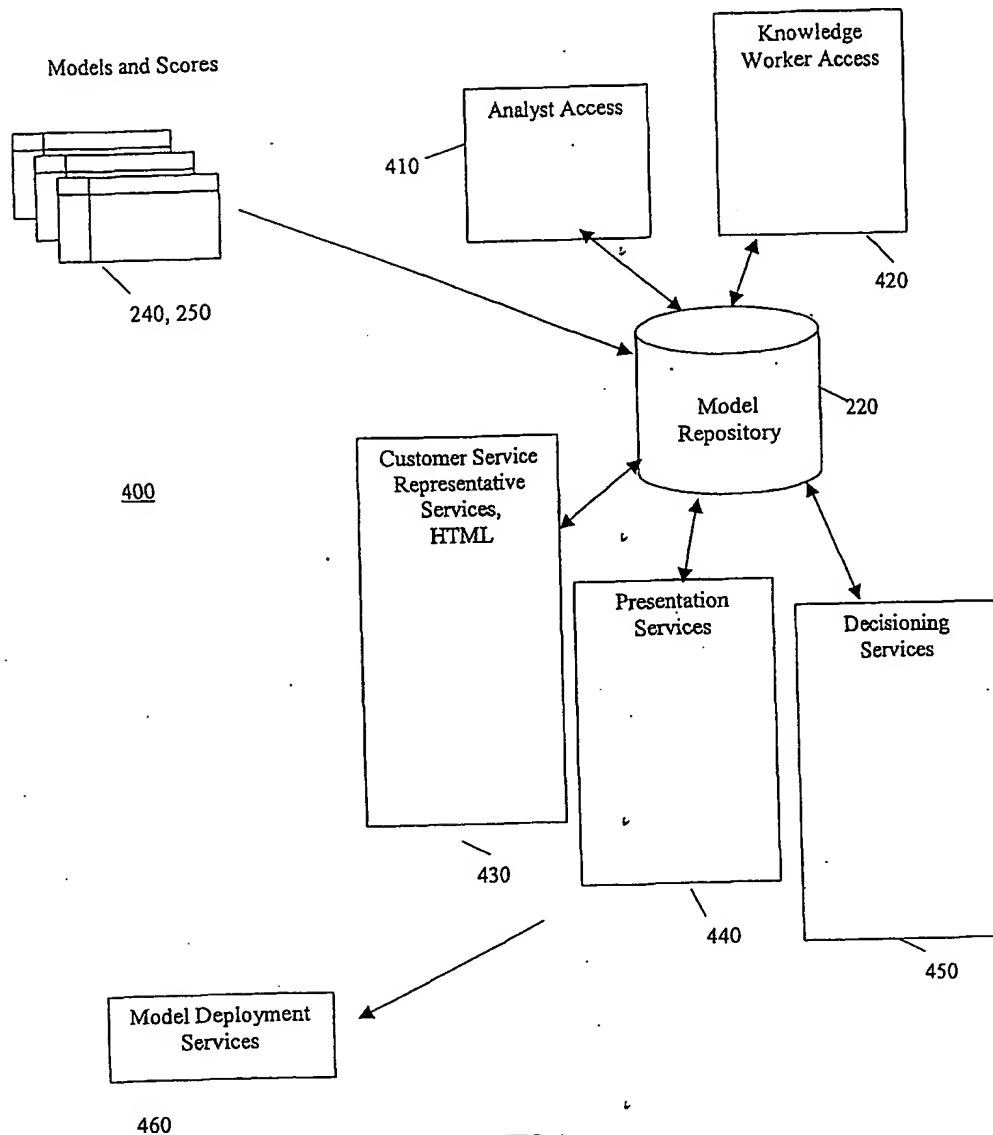 Models and Scores
Knowledge
Worker Access
Analyst Access
410
420
240, 250
Model
Repository
220
400
Customer Service
Representative
Services,
HTML
Presentation
Services
Decisioning
Services
430
440
450
Model Deployment
Services
460